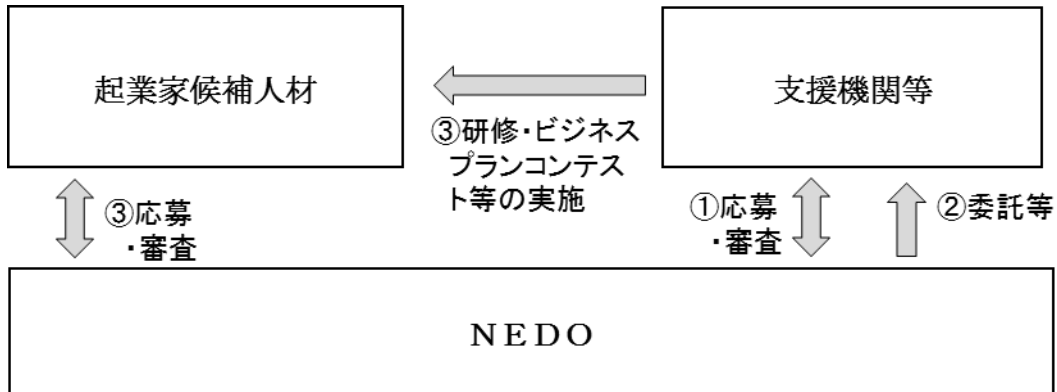 起業家候補人材
支援機関等
③研修・ビジネス
プランコンテス
ト等の実施
③応募
・審査
①応募
・審査
②委託等
NEDO